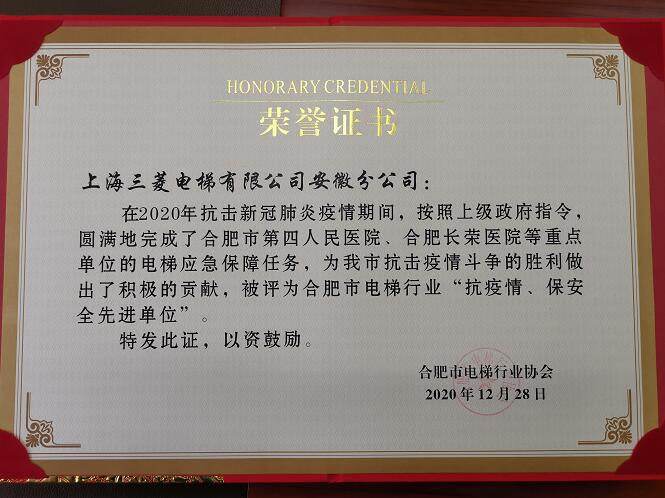 HONORARY CREDENTIAL
荣誉证书
上海三菱电梯有限公司安徽分公司：
在2020年抗击新冠肺炎疫情期间，按照上级政府指令，
圆满地完成了合肥市第四人民医院、合肥长荣医院等重点
单位的电梯应急保障任务，为我市抗击疫情斗争的胜利做
出了积极的贡献，被评为合肥市电梯行业“抗疫情、保安
全先进单位”。
特发此证，以资鼓励。
合肥市电梯行业协会
2020年12月28日